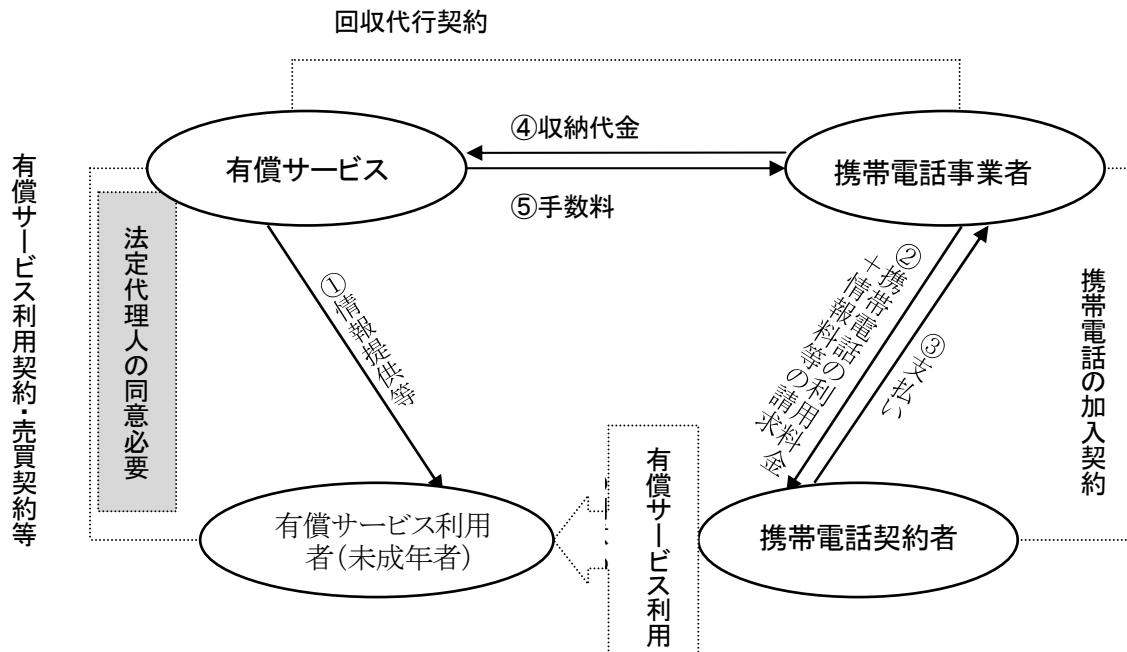 回収代行契約
④収納代金
有償サービス
携帯電話事業者
⑤手数料
有償サービス利用契約・売買契約等
法定代理人の同意必要
①情報提供等
②携帯電話の利用料金
＋情報料等の請求
③支払い
携帯電話の加入契約
有償サービス利用
有償サービス利用
者(未成年者)
携帯電話契約者